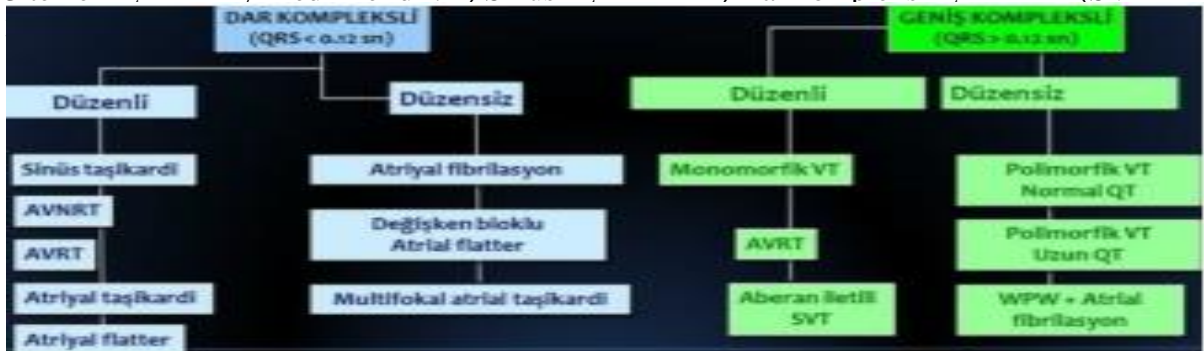 DAR KOMPLEKSLİ
(QRS < 0.12 sn)
Düzenli
Sinüs taşikardi
AVNRT
AVRT
Atriyal taşikardi
Atriyal flatter
Düzensiz
Atriyal fibrilasyon
Değişken bloklu
Atrial flatter
Multifokal atrial taşikardi
GENİŞ KOMPLEKSLİ
(QRS > 0.12 sn)
Düzenli
Monomorfik VT
AVRT
Aberan iletili
SVT
Düzensiz
Polimorfik VT
Normal QT
Polimorfik VT
Uzun QT
WPW + Atrial
fibrilasyon